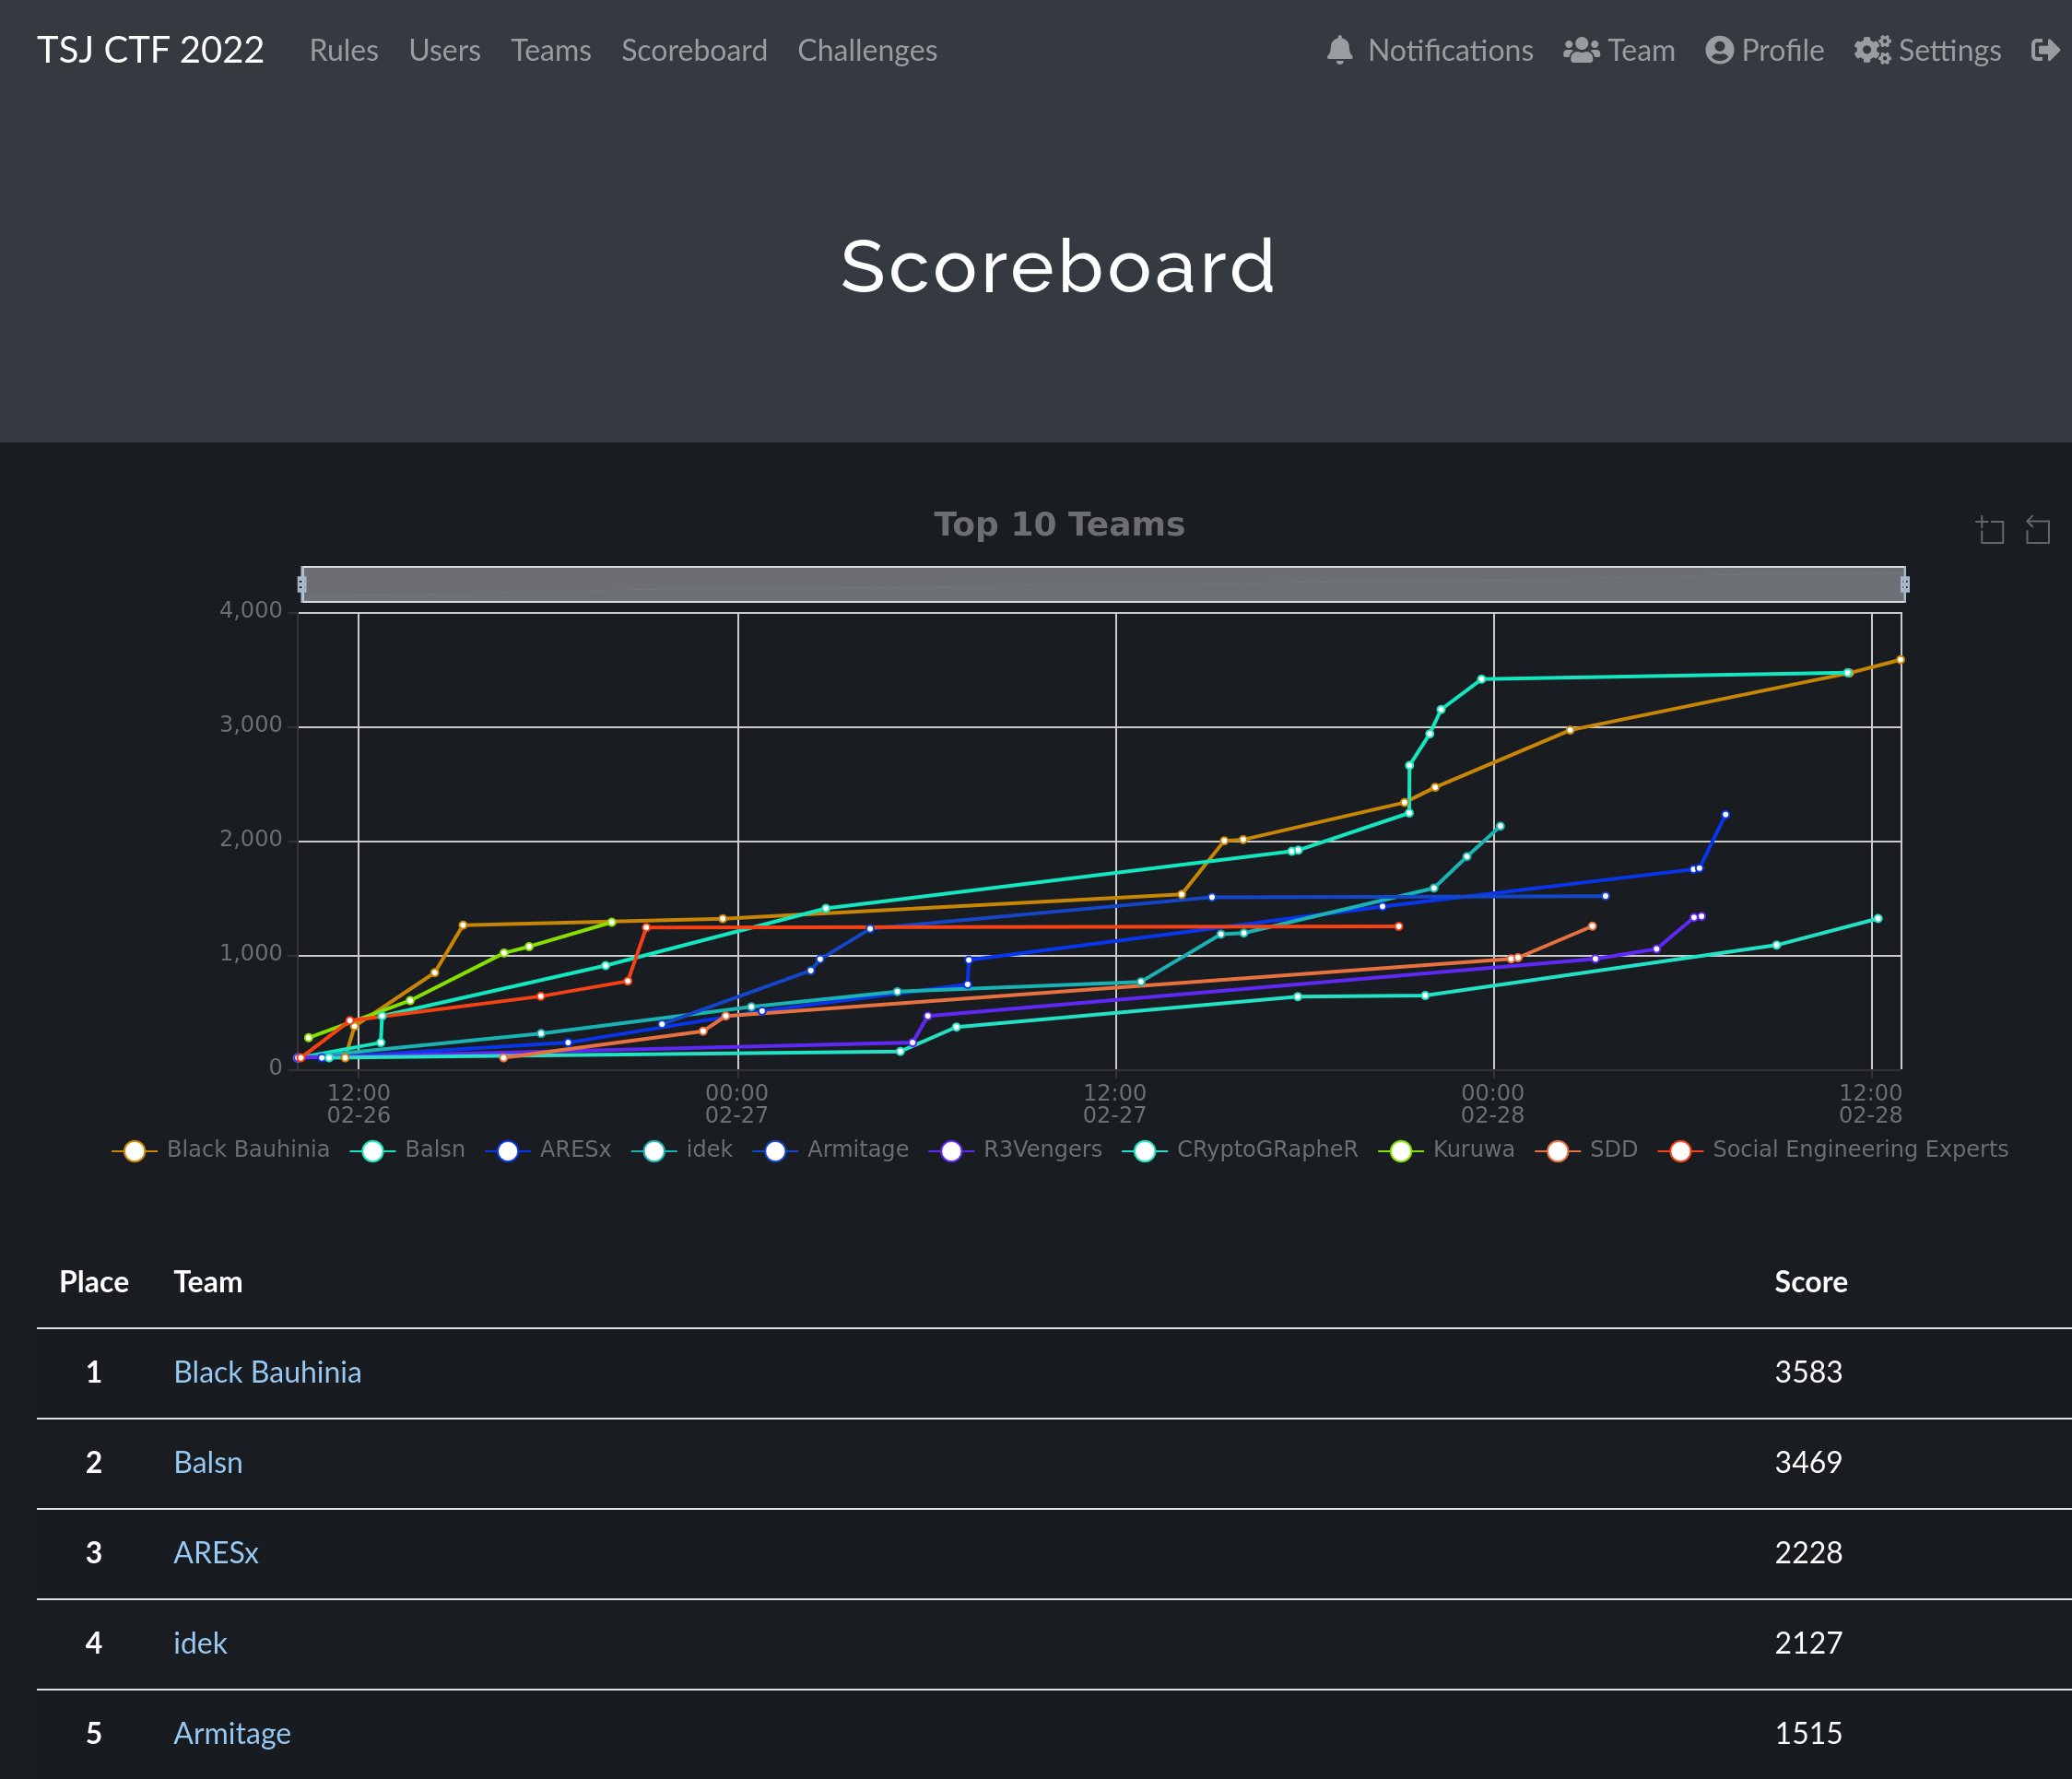 TSJ CTF 2022 Rules Users Teams Scoreboard Challenges Notifications Team Profile Settings
Scoreboard
Top 10 Teams
4,000
3,000
2,000
1,000
0
12:00 00:00 12:00 00:00 12:00
02-26 02-27 02-27 02-28 02-28
Black Bauhinia Balsn ARESx idek Armitage R3Vengers CRyptoGRapheR Kuruwa SDD Social Engineering Experts
Place Team Score
1 Black Bauhinia 3583
2 Balsn 3469
3 ARESx 2228
4 idek 2127
5 Armitage 1515